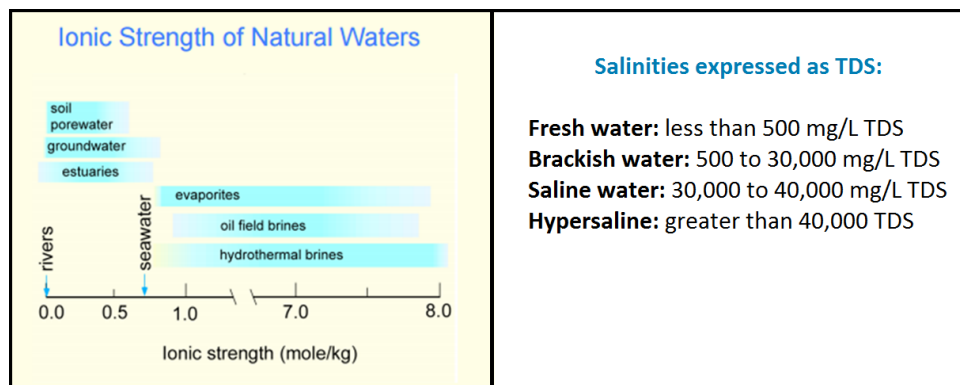 Ionic Strength of Natural Waters
soil
porewater
groundwater
estuaries
evaporites
oil field brines
hydrothermal brines
rivers
seawater
0.0 0.5 1.0 7.0 8.0
Ionic strength (mole/kg)
Salinities expressed as TDS:
Fresh water: less than 500 mg/L TDS
Brackish water: 500 to 30,000 mg/L TDS
Saline water: 30,000 to 40,000 mg/L TDS
Hypersaline: greater than 40,000 TDS